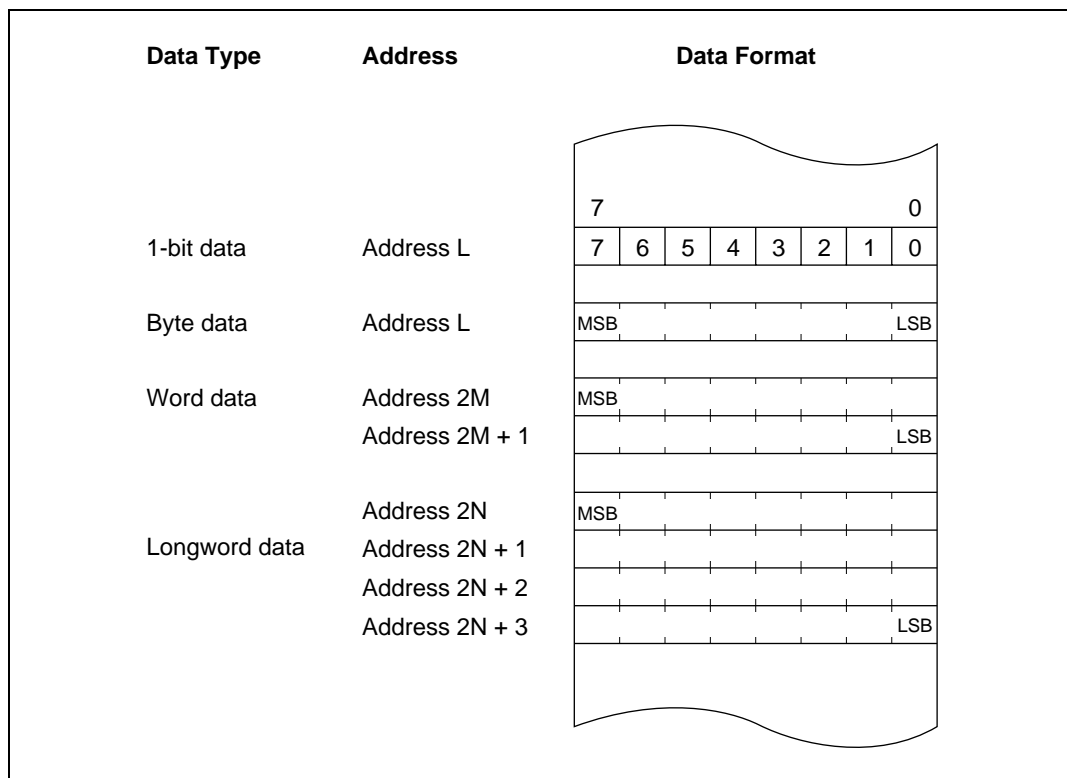 Data Type Address Data Format
7 0
1-bit data Address L 7 6 5 4 3 2 1 0
Byte data Address L MSB LSB
Word data Address 2M MSB
Address 2M + 1 LSB
Address 2N MSB
Longword data Address 2N + 1
Address 2N + 2
Address 2N + 3 LSB